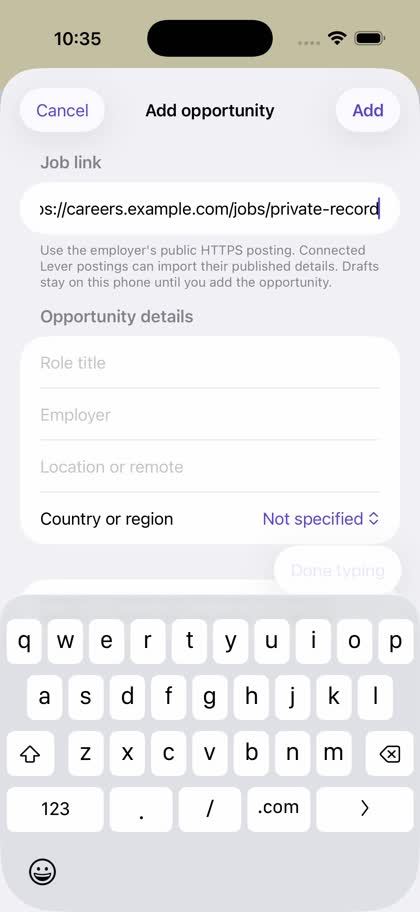 10:35
Cancel
Add opportunity
Add
Job link
os://careers.example.com/jobs/private-record
Use the employer's public HTTPS posting. Connected
Lever postings can import their published details. Drafts
stay on this phone until you add the opportunity.
Opportunity details
Role title
Employer
Location or remote
Country or region
Not specified
Done typing
q w e r t y u i o p
a s d f g h j k l
z x c v b n m
123 . / .com